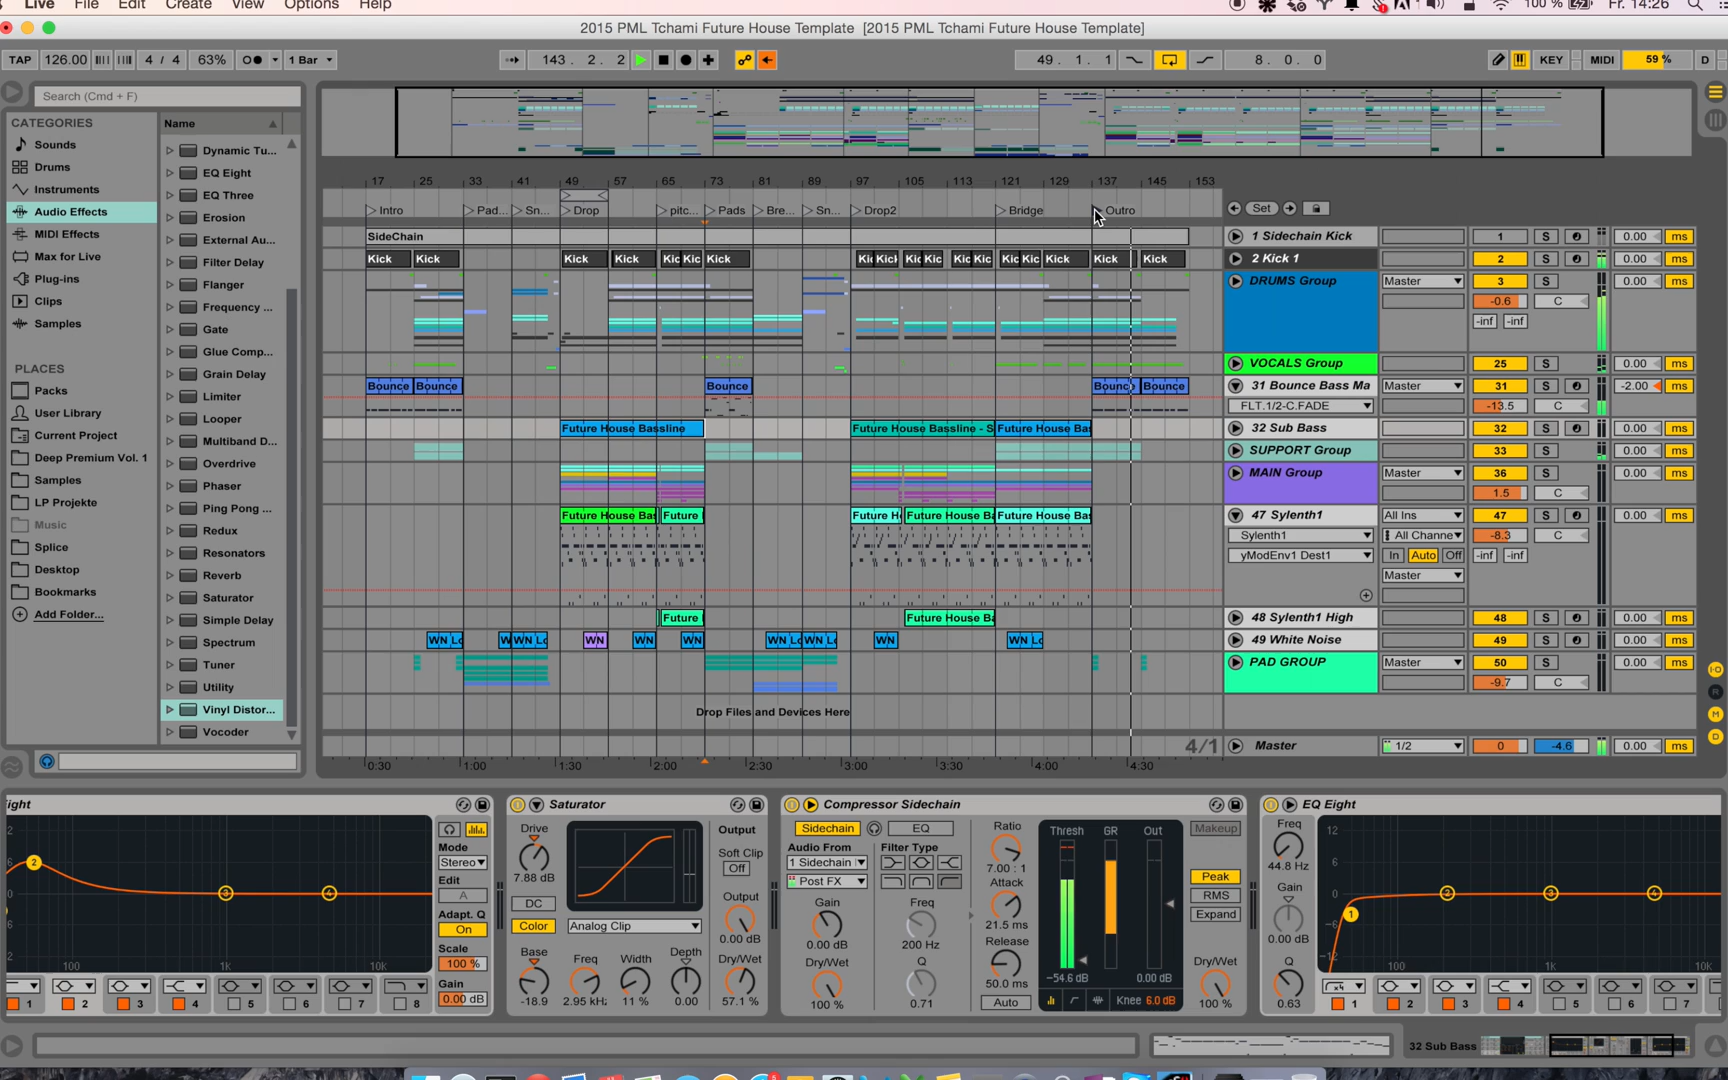 Live File Edit Create View Options Help
100 % Fr. 14:26
2015 PML Tchami Future House Template [2015 PML Tchami Future House Template]
TAP 126.00 4 / 4 63% 1 Bar 143. 2. 2 49. 1. 1 8. 0. 0 KEY MIDI 59 % D
Search (Cmd + F)
CATEGORIES
Sounds
Drums
Instruments
Audio Effects
MIDI Effects
Max for Live
Plug-ins
Clips
Samples
PLACES
Packs
User Library
Current Project
Deep Premium Vol. 1
Samples
LP Projekte
Music
Splice
Desktop
Bookmarks
Add Folder...
Name
Dynamic Tu...
EQ Eight
EQ Three
Erosion
External Au...
Filter Delay
Flanger
Frequency ...
Gate
Glue Comp...
Grain Delay
Limiter
Looper
Multiband D...
Overdrive
Phaser
Ping Pong ...
Redux
Resonators
Reverb
Saturator
Simple Delay
Spectrum
Tuner
Utility
Vinyl Distor...
Vocoder
17 25 33 41 49 57 65 73 81 89 97 105 113 121 129 137 145 153
Intro Pad... Sn... Drop pitc... Pads Bre... Sn... Drop2 Bridge Outro
Set
SideChain
1 Sidechain Kick 1 S 0.00 ms
Kick Kick Kick Kick Kic Kic Kick Kic Kick Kic Kic Kic Kic Kic Kic Kick Kick Kick
2 Kick 1 2 S 0.00 ms
DRUMS Group Master 3 S 0.00 ms
-0.6 C
-inf -inf
VOCALS Group 25 S 0.00 ms
Bounce Bounce Bounce Bounce Bounce
31 Bounce Bass Ma Master 31 S -2.00 ms
FLT.1/2-C.FADE -13.5 C
Future House Bassline Future House Bassline - S Future House Bas
32 Sub Bass 32 S 0.00 ms
SUPPORT Group 33 S 0.00 ms
MAIN Group Master 36 S 0.00 ms
1.5 C
Future House Bas Future Future H Future House Ba Future House Bas
47 Sylenth1 All Ins 47 S 0.00 ms
Sylenth1 All Channe -8.3 C
yModEnv1 Dest1 In Auto Off -inf -inf
Master
Future Future House Ba
48 Sylenth1 High 48 S 0.00 ms
WN Lo W WN Lo WN WN WN WN Lo WN Lo WN WN Lo
49 White Noise 49 S 0.00 ms
PAD GROUP Master 50 S 0.00 ms
-9.7 C
Drop Files and Devices Here
4/1
Master 1/2 0 -4.6 0.00 ms
0:30 1:00 1:30 2:00 2:30 3:00 3:30 4:00 4:30
I·O
R
M
D
ight
Mode
Stereo
Edit
A
Adapt. Q
On
Scale
100 %
Gain
0.00 dB
2 3 4
100 1k 10k
1 2 3 4 5 6 7 8
Saturator
Drive
7.88 dB
DC
Color Analog Clip
Base Freq Width Depth
-18.9 2.95 kHz 11 % 0.00
Output
Soft Clip
Off
Output
0.00 dB
Dry/Wet
57.1 %
Compressor Sidechain
Sidechain EQ
Audio From Filter Type
1 Sidechain
Post FX
Gain Freq
0.00 dB 200 Hz
Dry/Wet Q
100 % 0.71
Ratio
7.00 : 1
Attack
21.5 ms
Release
50.0 ms
Auto
Thresh GR Out
-54.6 dB 0.00 dB
Knee 6.0 dB
Makeup
Peak
RMS
Expand
Dry/Wet
100 %
EQ Eight
Freq
44.8 Hz
Gain
0.00 dB
Q
0.63
12
6
0
-6
-12
1 2 3 4
100 1k 10k
1 2 3 4 5 6 7
32 Sub Bass